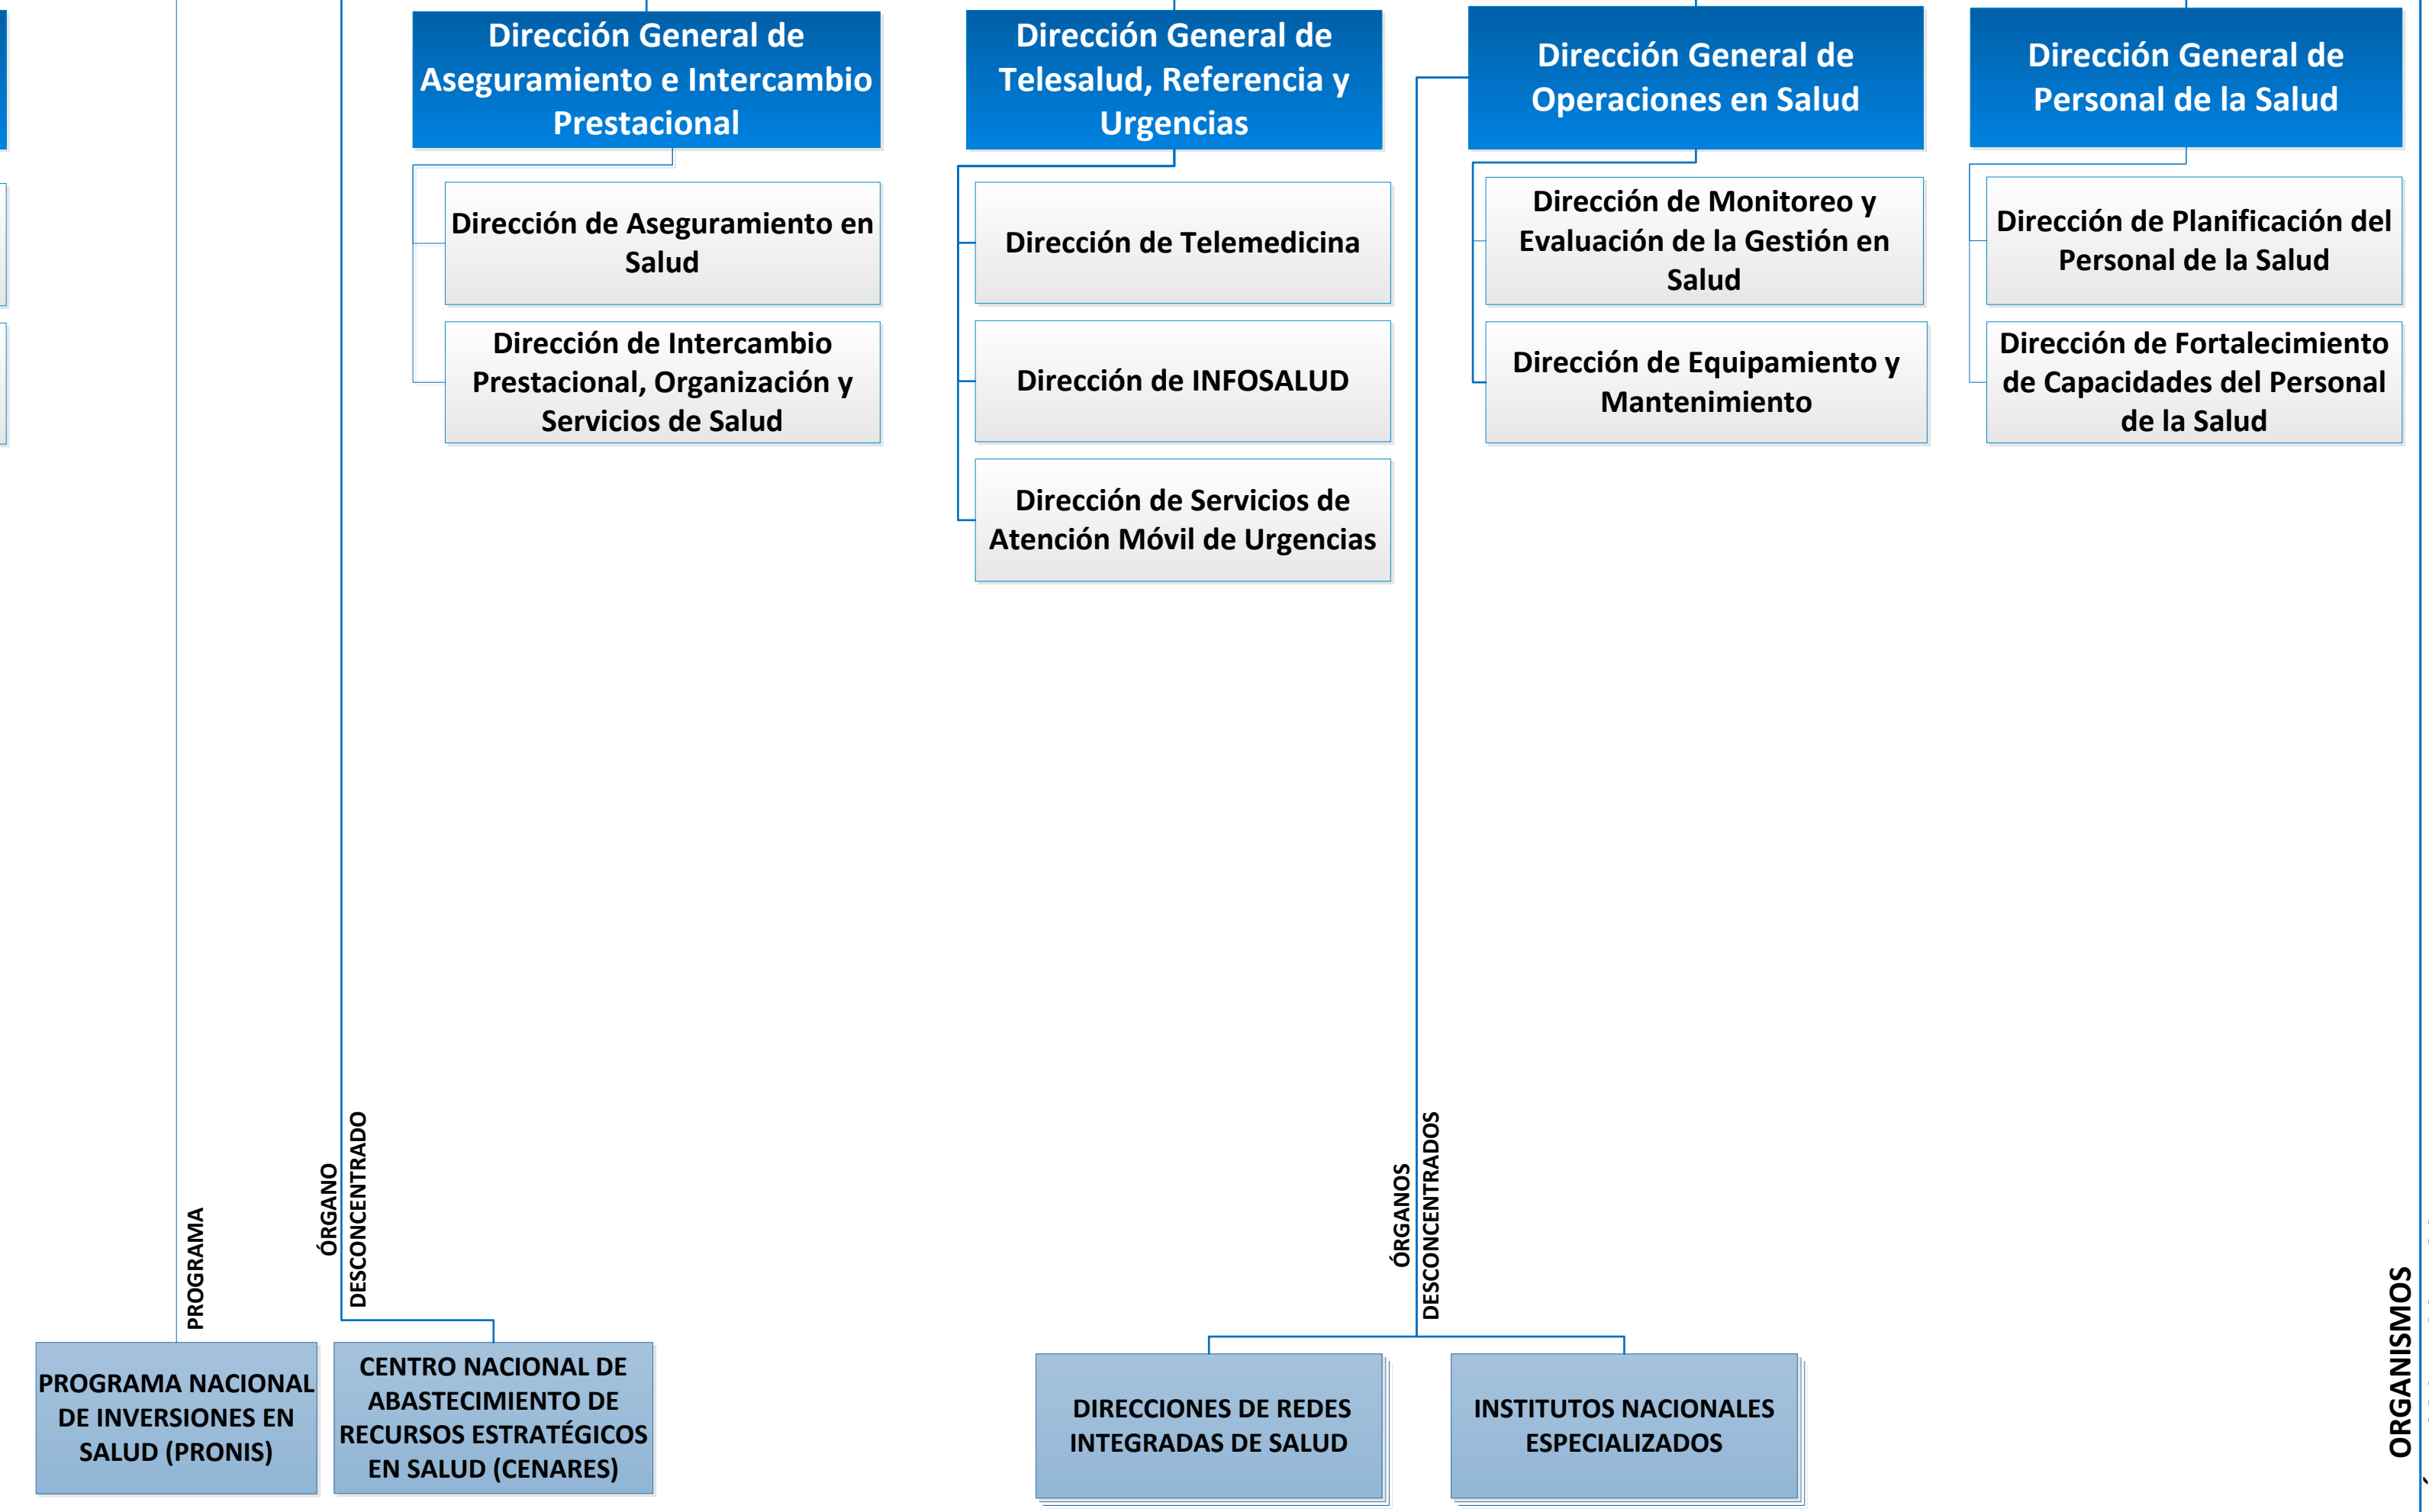 Dirección General de
Aseguramiento e Intercambio
Prestacional
Dirección de Aseguramiento en
Salud
Dirección de Intercambio
Prestacional, Organización y
Servicios de Salud
Dirección General de
Telesalud, Referencia y
Urgencias
Dirección de Telemedicina
Dirección de INFOSALUD
Dirección de Servicios de
Atención Móvil de Urgencias
Dirección General de
Operaciones en Salud
Dirección de Monitoreo y
Evaluación de la Gestión en
Salud
Dirección de Equipamiento y
Mantenimiento
Dirección General de
Personal de la Salud
Dirección de Planificación del
Personal de la Salud
Dirección de Fortalecimiento
de Capacidades del Personal
de la Salud
PROGRAMA
ÓRGANO
DESCONCENTRADO
ÓRGANOS
DESCONCENTRADOS
ORGANISMOS
PROGRAMA NACIONAL
DE INVERSIONES EN
SALUD (PRONIS)
CENTRO NACIONAL DE
ABASTECIMIENTO DE
RECURSOS ESTRATÉGICOS
EN SALUD (CENARES)
DIRECCIONES DE REDES
INTEGRADAS DE SALUD
INSTITUTOS NACIONALES
ESPECIALIZADOS